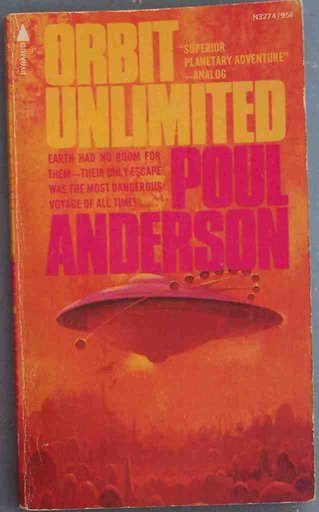 N3274/95¢
PYRAMID
ORBIT
UNLIMITED
"SUPERIOR
PLANETARY ADVENTURE"
—ANALOG
EARTH HAD NO ROOM FOR
THEM—THEIR ONLY ESCAPE
WAS THE MOST DANGEROUS
VOYAGE OF ALL TIME!
POUL
ANDERSON